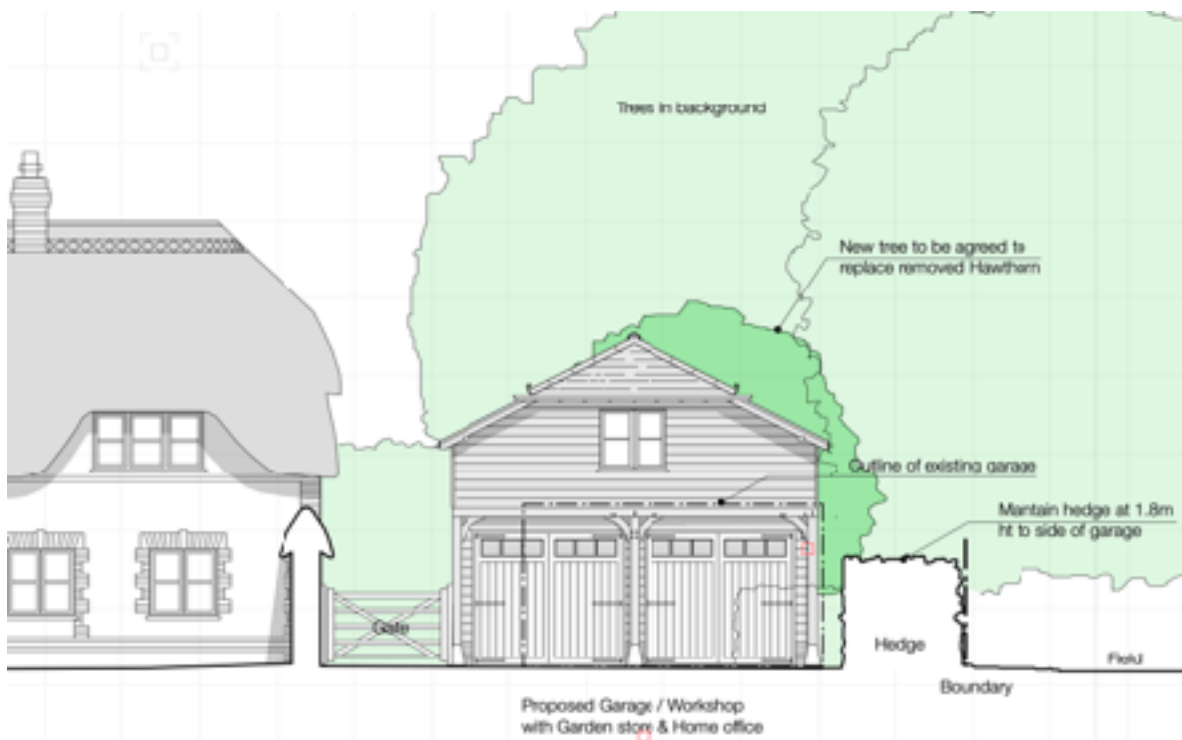 Trees in background
New tree to be agreed to
replace removed Hawthorn
Outline of existing garage
Mantain hedge at 1.8m
ht to side of garage
Gate
Hedge
Field
Boundary
Proposed Garage / Workshop
with Garden store & Home office